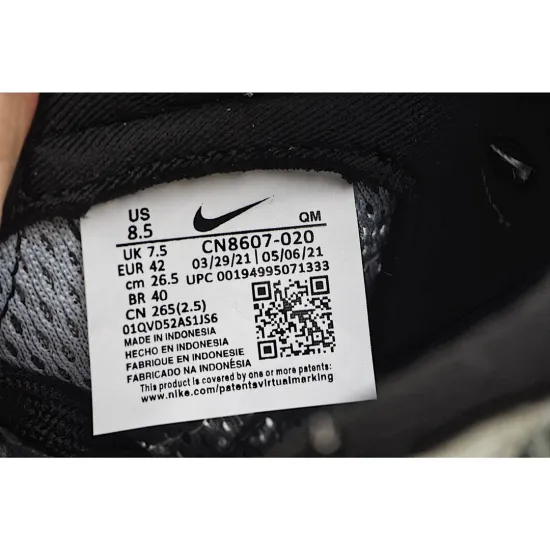 US
8.5
QM
UK 7.5
EUR 42
cm 26.5
BR 40
CN 265(2.5)
CN8607-020
03/29/21 | 05/06/21
UPC 00194995071333
01QVD52AS1JS6
MADE IN INDONESIA
HECHO EN INDONESIA
FABRIQUE EN INDONESIE
FABRICADO NA INDONÉSIA
This product is covered by one or more of
www.nike.com/patentsvirtualmarking